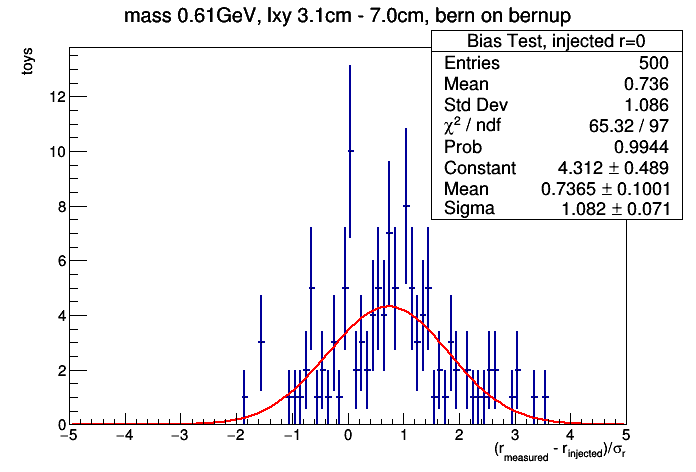 mass 0.61GeV, lxy 3.1cm - 7.0cm, bern on bernup
Bias Test, injected r=0
Entries 500
Mean 0.736
Std Dev 1.086
χ² / ndf 65.32 / 97
Prob 0.9944
Constant 4.312 ± 0.489
Mean 0.7365 ± 0.1001
Sigma 1.082 ± 0.071
toys
12
10
8
6
4
2
0
−5 −4 −3 −2 −1 0 1 2 3 4 5
(r_measured - r_injected)/σ_r